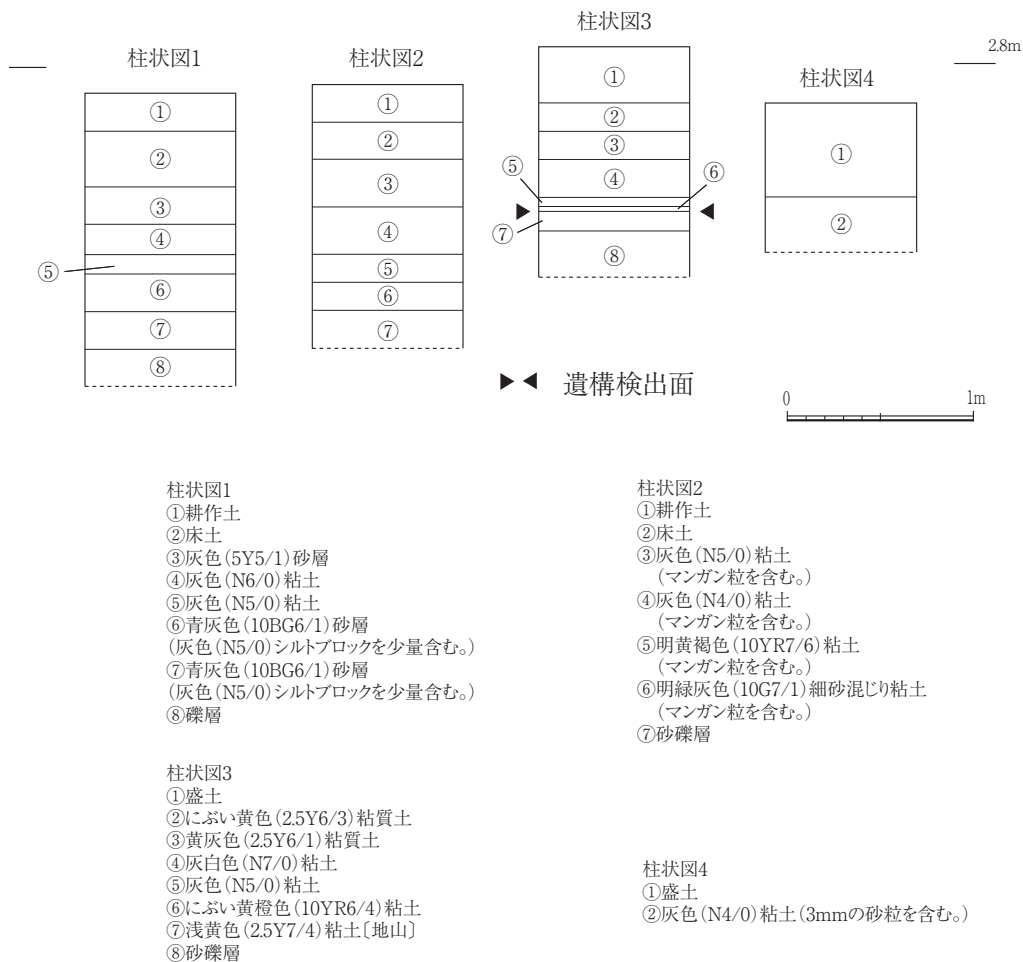 柱状図3
2.8m
柱状図1
柱状図2
柱状図4
①
②
③
④
⑤
⑥
⑦
⑧
①
②
③
④
⑤
⑥
⑦
①
②
③
④
⑤
⑥
⑦
⑧
①
②
遺構検出面
0 1m
柱状図1
①耕作土
②床土
③灰色(5Y5/1)砂層
④灰色(N6/0)粘土
⑤灰色(N5/0)粘土
⑥青灰色(10BG6/1)砂層
(灰色(N5/0)シルトブロックを少量含む。)
⑦青灰色(10BG6/1)砂層
(灰色(N5/0)シルトブロックを少量含む。)
⑧礫層
柱状図2
①耕作土
②床土
③灰色(N5/0)粘土
(マンガン粒を含む。)
④灰色(N4/0)粘土
(マンガン粒を含む。)
⑤明黄褐色(10YR7/6)粘土
(マンガン粒を含む。)
⑥明緑灰色(10G7/1)細砂混じり粘土
(マンガン粒を含む。)
⑦砂礫層
柱状図3
①盛土
②にぶい黄色(2.5Y6/3)粘質土
③黄灰色(2.5Y6/1)粘質土
④灰白色(N7/0)粘土
⑤灰色(N5/0)粘土
⑥にぶい黄橙色(10YR6/4)粘土
⑦浅黄色(2.5Y7/4)粘土〔地山〕
⑧砂礫層
柱状図4
①盛土
②灰色(N4/0)粘土(3mmの砂粒を含む。)